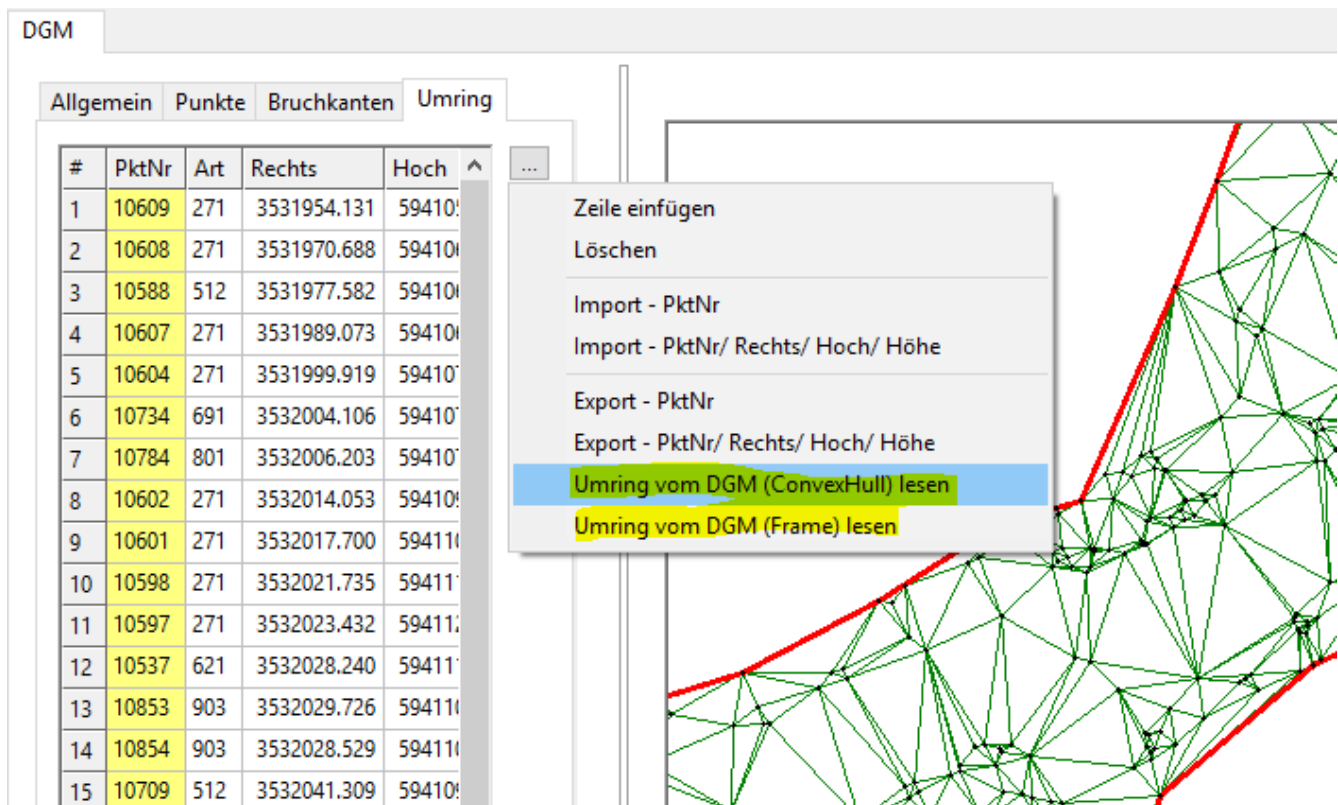 DGM
Allgemein Punkte Bruchkanten Umring
# PktNr Art Rechts Hoch ...
1 10609 271 3531954.131
2 10608 271 3531970.688
3 10588 512 3531977.582
4 10607 271 3531989.073
5 10604 271 3531999.919
6 10734 691 3532004.106
7 10784 801 3532006.203
8 10602 271 3532014.053
9 10601 271 3532017.700
10 10598 271 3532021.735
11 10597 271 3532023.432
12 10537 621 3532028.240
13 10853 903 3532029.726
14 10854 903 3532028.529
15 10709 512 3532041.309
Zeile einfügen
Löschen
Import - PktNr
Import - PktNr/ Rechts/ Hoch/ Höhe
Export - PktNr
Export - PktNr/ Rechts/ Hoch/ Höhe
Umring vom DGM (ConvexHull) lesen
Umring vom DGM (Frame) lesen